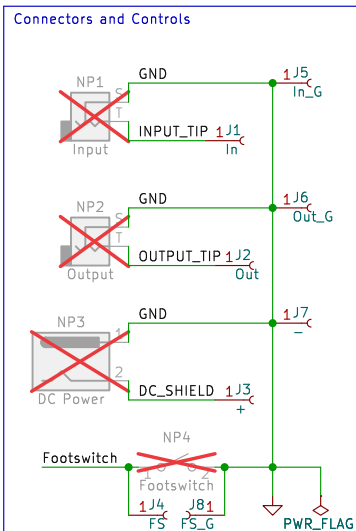 Connectors and Controls
NP1
S
T
Input
GND
INPUT_TIP
1 J5
In_G
1 J1
In
NP2
S
T
Output
GND
OUTPUT_TIP
1 J6
Out_G
1 J2
Out
NP3
1
2
DC Power
GND
DC_SHIELD
1 J7
-
1 J3
+
NP4
Footswitch
1 2
Footswitch
1 J4
FS
J8 1
FS_G
PWR_FLAG